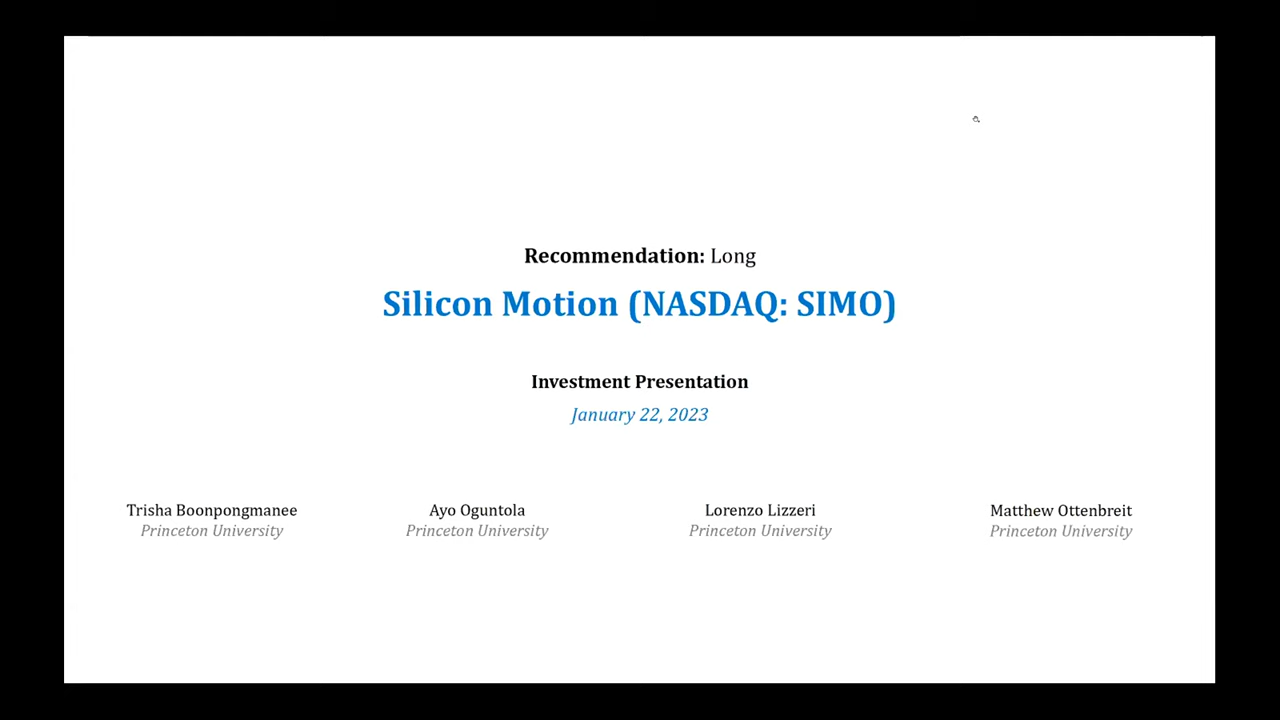 Recommendation: Long
Silicon Motion (NASDAQ: SIMO)
Investment Presentation
January 22, 2023
Trisha Boonpongmanee
Princeton University
Ayo Oguntola
Princeton University
Lorenzo Lizzeri
Princeton University
Matthew Ottenbreit
Princeton University